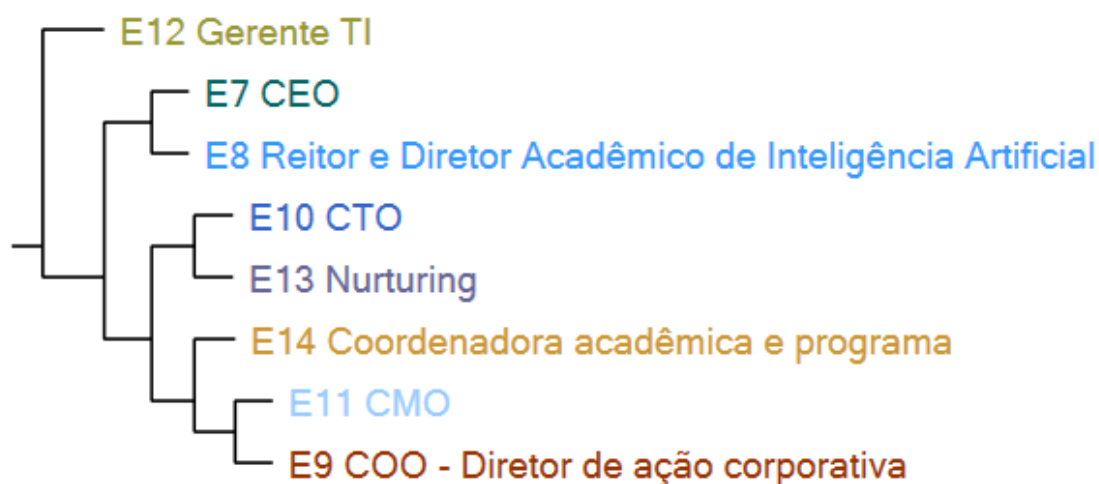 E12 Gerente TI
E7 CEO
E8 Reitor e Diretor Acadêmico de Inteligência Artificial
E10 CTO
E13 Nurturing
E14 Coordenadora acadêmica e programa
E11 CMO
E9 COO - Diretor de ação corporativa